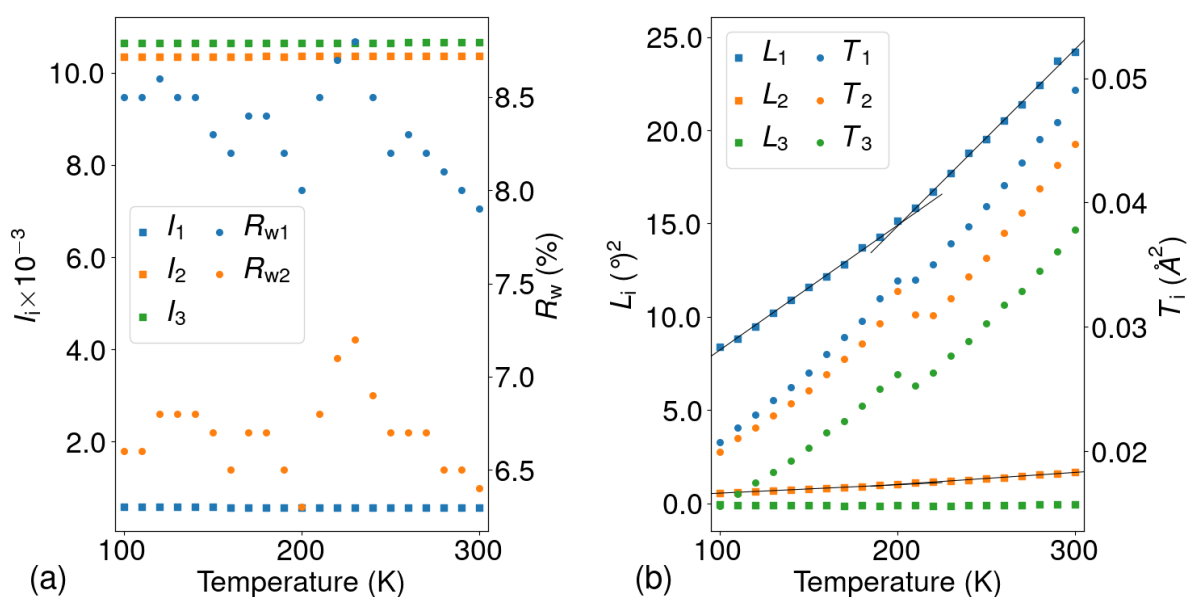 10.0
8.0
6.0
4.0
2.0
I_i×10⁻³
I₁
I₂
I₃
R_w1
R_w2
8.5
8.0
7.5
7.0
6.5
R_w (%)
100
200
300
(a)
Temperature (K)
25.0
20.0
15.0
10.0
5.0
0.0
L_i (°)²
L₁
L₂
L₃
T₁
T₂
T₃
0.05
0.04
0.03
0.02
T_i (Å²)
100
200
300
(b)
Temperature (K)